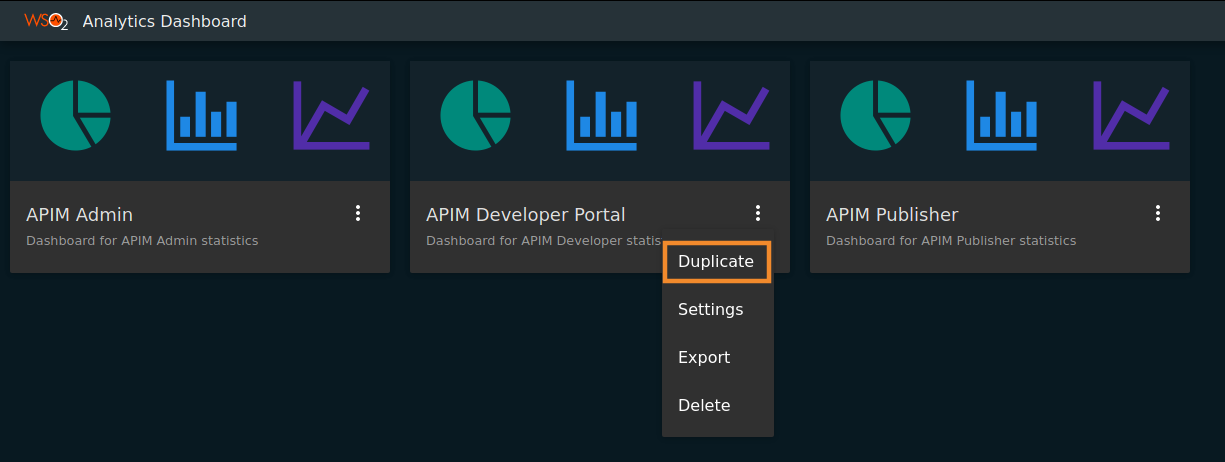 WSO2 Analytics Dashboard
APIM Admin
Dashboard for APIM Admin statistics
APIM Developer Portal
Dashboard for APIM Developer statis
APIM Publisher
Dashboard for APIM Publisher statistics
Duplicate
Settings
Export
Delete